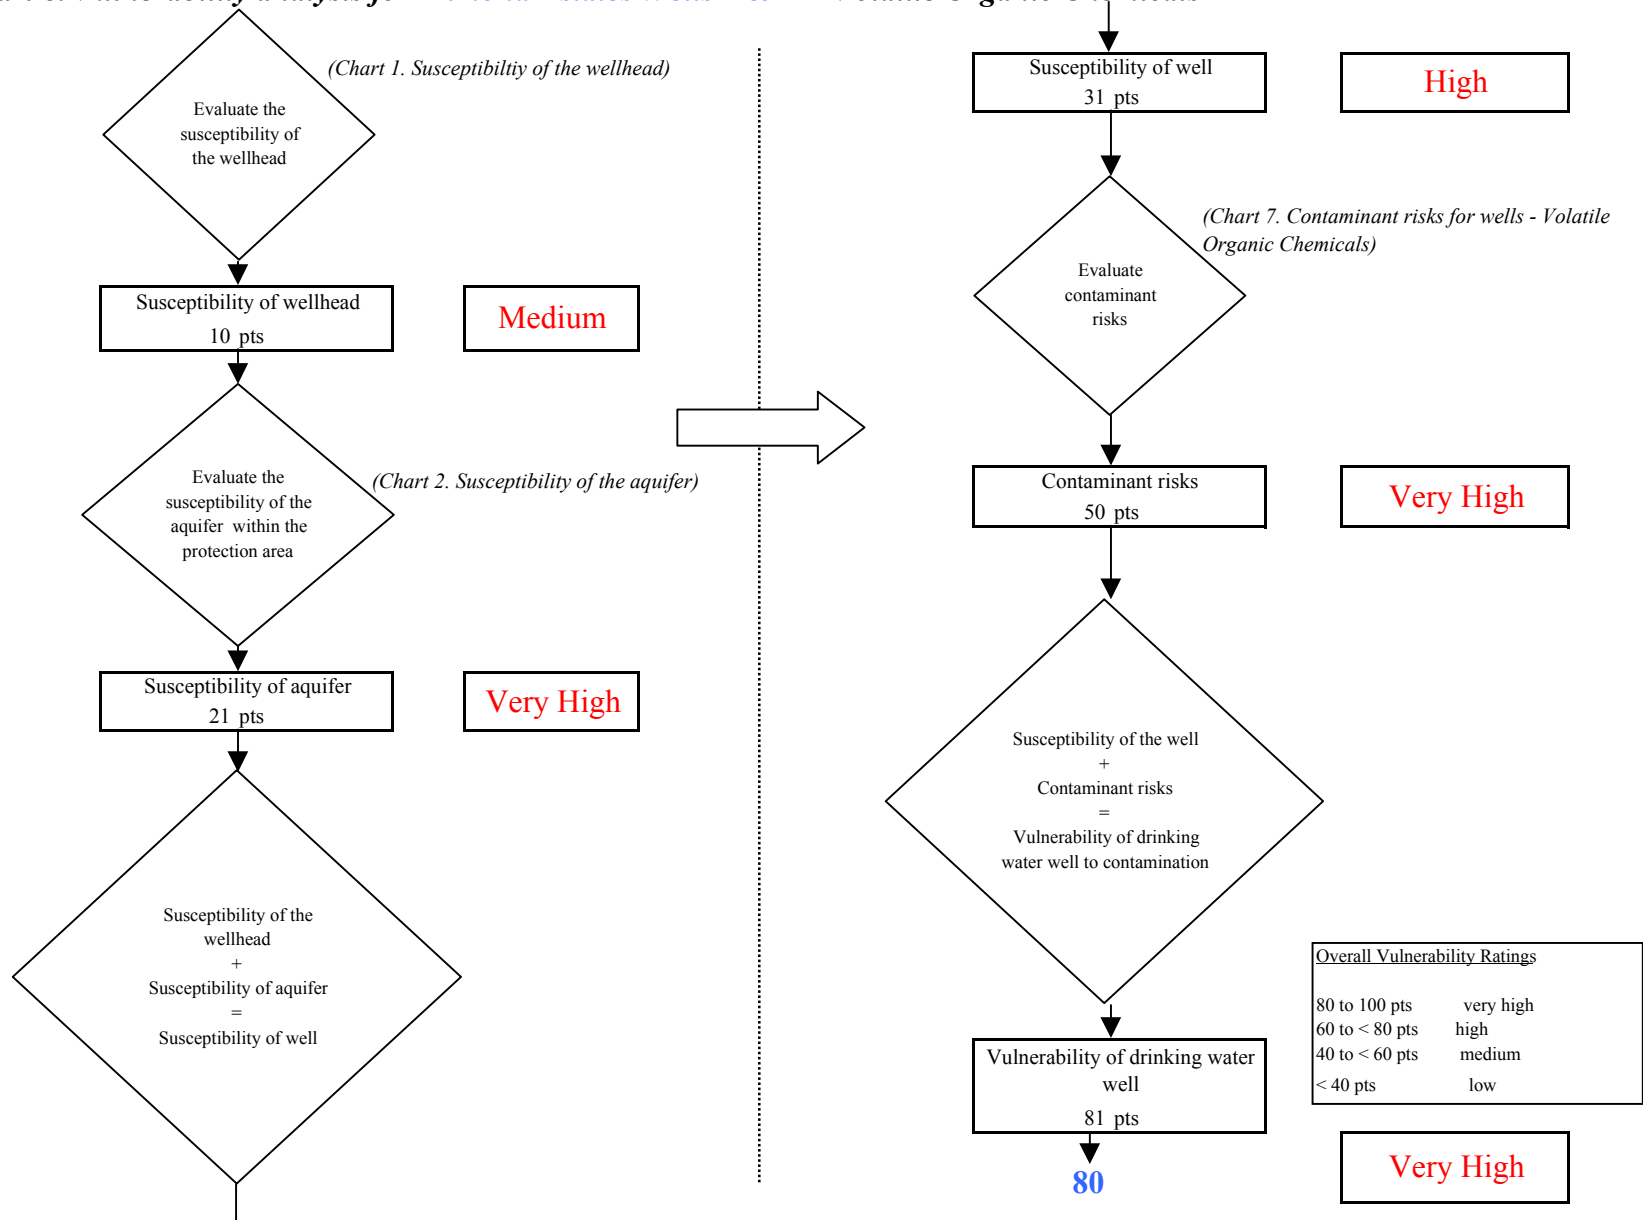 (Chart 1. Susceptibiltiy of the wellhead)
Evaluate the
susceptibility of
the wellhead
Susceptibility of wellhead
10 pts
Medium
(Chart 2. Susceptibility of the aquifer)
Evaluate the
susceptibility of the
aquifer within the
protection area
Susceptibility of aquifer
21 pts
Very High
Susceptibility of the
wellhead
+
Susceptibility of aquifer
=
Susceptibility of well
Susceptibility of well
31 pts
High
(Chart 7. Contaminant risks for wells - Volatile
Organic Chemicals)
Evaluate
contaminant
risks
Contaminant risks
50 pts
Very High
Susceptibility of the well
+
Contaminant risks
=
Vulnerability of drinking
water well to contamination
Overall Vulnerability Ratings
80 to 100 pts very high
60 to < 80 pts high
40 to < 60 pts medium
< 40 pts low
Vulnerability of drinking water
well
81 pts
80
Very High